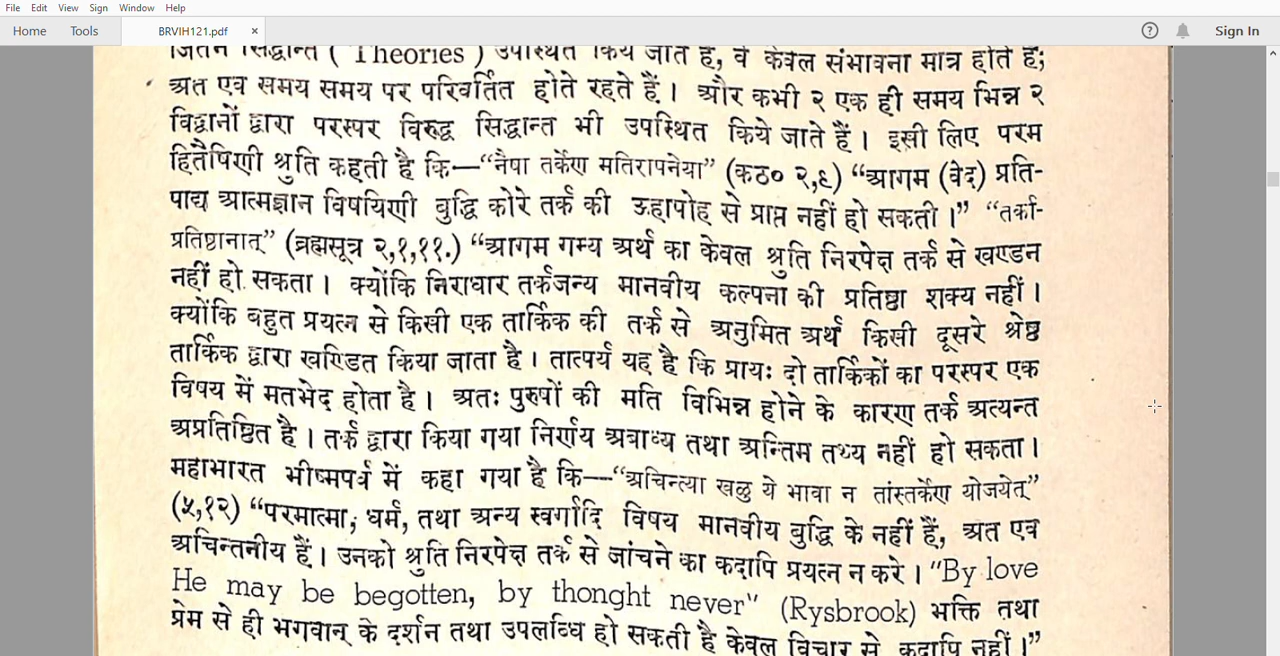 File Edit View Sign Window Help
Home Tools BRVIH121.pdf × ? Sign In
जितने सिद्धान्त ( Theories ) उपस्थित किये जाते हैं, वे केवल संभावना मात्र होते हैं;
अत एव समय समय पर परिवर्तित होते रहते हैं। और कभी २ एक ही समय भिन्न २
विद्वानों द्वारा परस्पर विरुद्ध सिद्धान्त भी उपस्थित किये जाते हैं। इसी लिए परम
हितैषिणी श्रुति कहती है कि—“नैषा तर्केण मतिरापनेया” (कठ० २,९) “आगम (वेद) प्रति-
पाद्य आत्मज्ञान विषयिणी बुद्धि कोरे तर्क की ऊहापोह से प्राप्त नहीं हो सकती।” “तर्का-
प्रतिष्ठानात्” (ब्रह्मसूत्र २,१,११.) “आगम गम्य अर्थ का केवल श्रुति निरपेक्ष तर्क से खण्डन
नहीं हो सकता। क्योंकि निराधार तर्कजन्य मानवीय कल्पना की प्रतिष्ठा शक्य नहीं।
क्योंकि बहुत प्रयत्न से किसी एक तार्किक की तर्क से अनुमित अर्थ किसी दूसरे श्रेष्ठ
तार्किक द्वारा खण्डित किया जाता है। तात्पर्य यह है कि प्रायः दो तार्किकों का परस्पर एक
विषय में मतभेद होता है। अतः पुरुषों की मति विभिन्न होने के कारण तर्क अत्यन्त
अप्रतिष्ठित है। तर्क द्वारा किया गया निर्णय अबाध्य तथा अन्तिम तथ्य नहीं हो सकता।
महाभारत भीष्मपर्व में कहा गया है कि—“अचिन्त्या खलु ये भावा न तांस्तर्केण योजयेत्”
(५,१२) “परमात्मा, धर्म, तथा अन्य स्वर्गादि विषय मानवीय बुद्धि के नहीं हैं, अत एव
अचिन्तनीय हैं। उनको श्रुति निरपेक्ष तर्क से जांचने का कदापि प्रयत्न न करे। "By love
He may be begotten, by thonght never" (Rysbrook) भक्ति तथा
प्रेम से ही भगवान् के दर्शन तथा उपलब्धि हो सकती है केवल विचार से कदापि नहीं।”